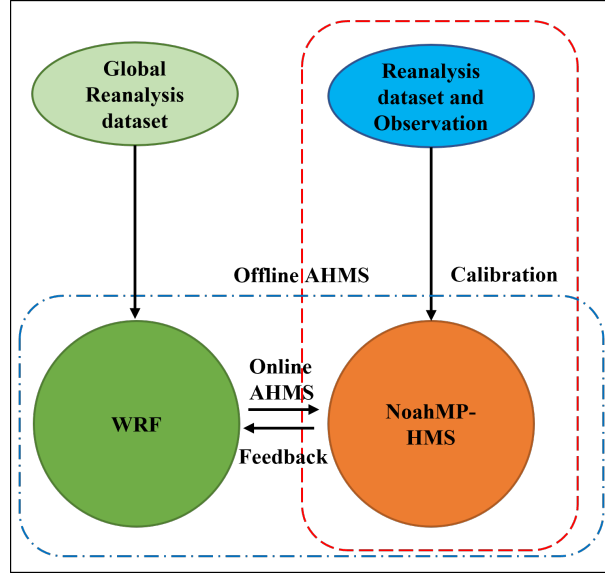 Global
Reanalysis
dataset
Reanalysis
dataset and
Observation
Offline AHMS
Calibration
Online
AHMS
WRF
NoahMP-
HMS
Feedback